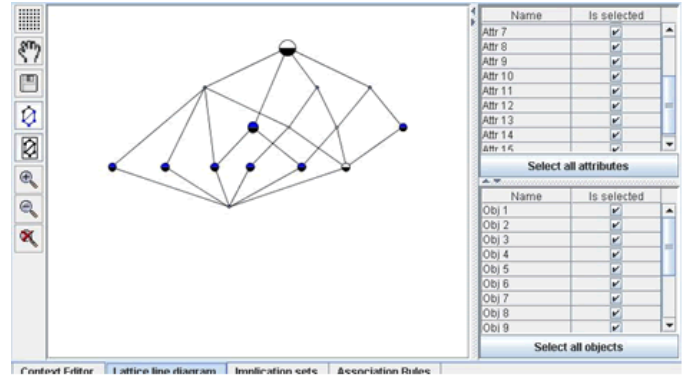 Name Is selected
Attr 7
Attr 8
Attr 9
Attr 10
Attr 11
Attr 12
Attr 13
Attr 14
Attr 15
Select all attributes
Name Is selected
Obj 1
Obj 2
Obj 3
Obj 4
Obj 5
Obj 6
Obj 7
Obj 8
Obj 9
Select all objects
Context Editor Lattice line diagram Implication sets Association Rules